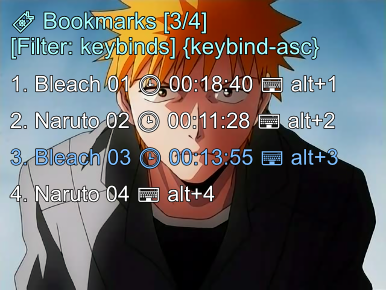 Bookmarks [3/4]
[Filter: keybinds] {keybind-asc}
1. Bleach 01 00:18:40 alt+1
2. Naruto 02 00:11:28 alt+2
3. Bleach 03 00:13:55 alt+3
4. Naruto 04 alt+4